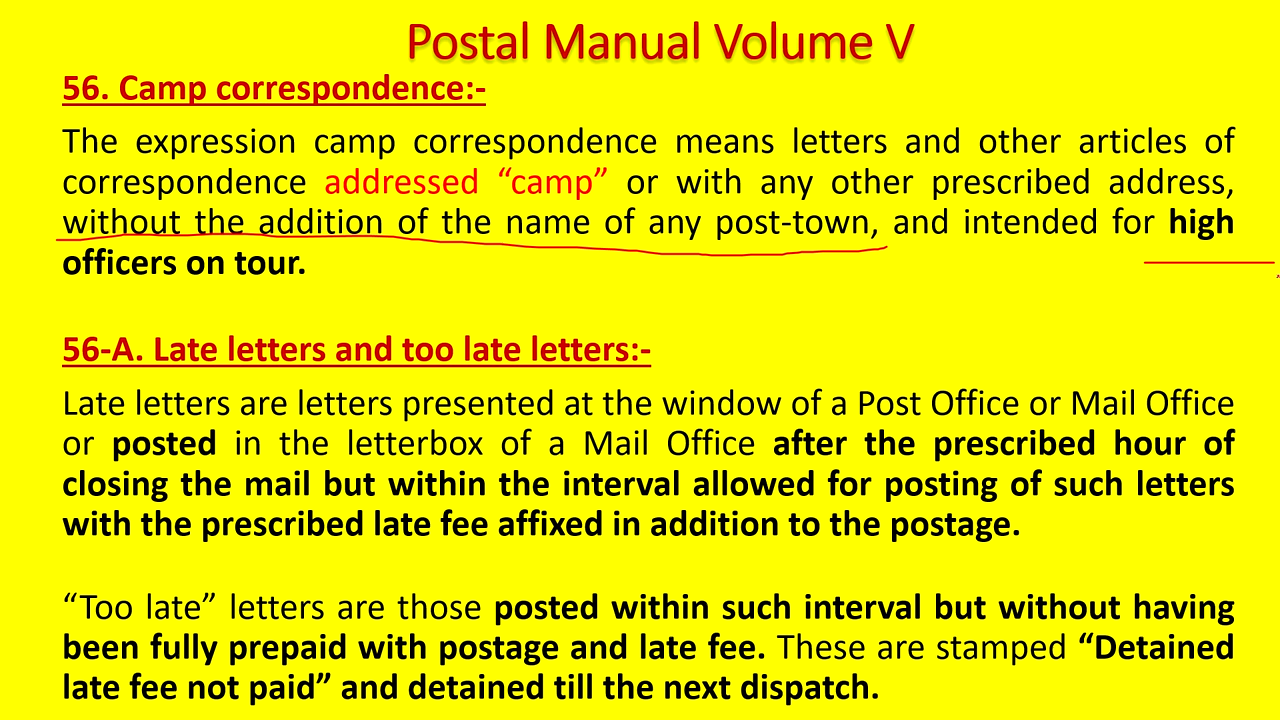 Postal Manual Volume V
56. Camp correspondence:-
The expression camp correspondence means letters and other articles of
correspondence addressed “camp” or with any other prescribed address,
without the addition of the name of any post-town, and intended for high
officers on tour.
56-A. Late letters and too late letters:-
Late letters are letters presented at the window of a Post Office or Mail Office
or posted in the letterbox of a Mail Office after the prescribed hour of
closing the mail but within the interval allowed for posting of such letters
with the prescribed late fee affixed in addition to the postage.
“Too late” letters are those posted within such interval but without having
been fully prepaid with postage and late fee. These are stamped “Detained
late fee not paid” and detained till the next dispatch.